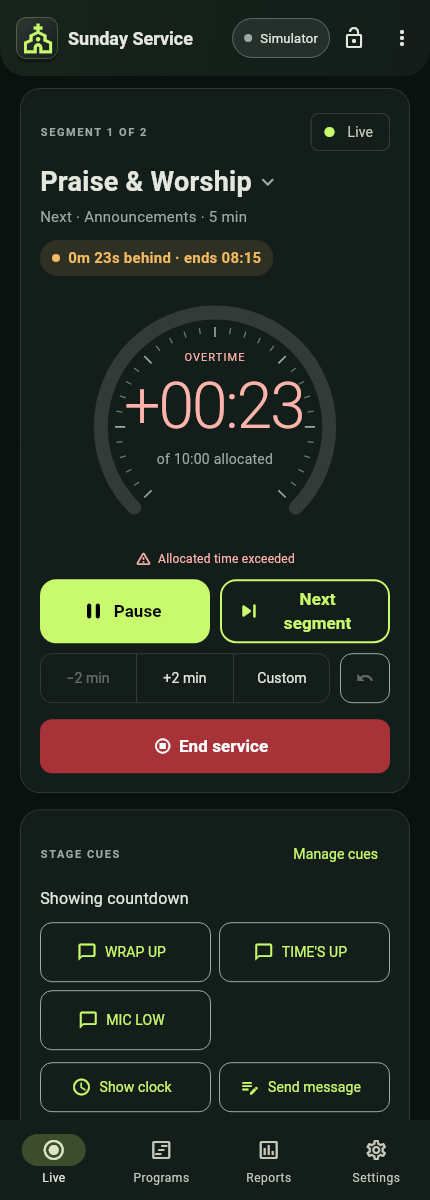 Sunday Service
Simulator
SEGMENT 1 OF 2
Live
Praise & Worship
Next · Announcements · 5 min
0m 23s behind · ends 08:15
OVERTIME
+00:23
of 10:00 allocated
Allocated time exceeded
Pause
Next
segment
−2 min
+2 min
Custom
End service
STAGE CUES
Manage cues
Showing countdown
WRAP UP
TIME'S UP
MIC LOW
Show clock
Send message
Live
Programs
Reports
Settings